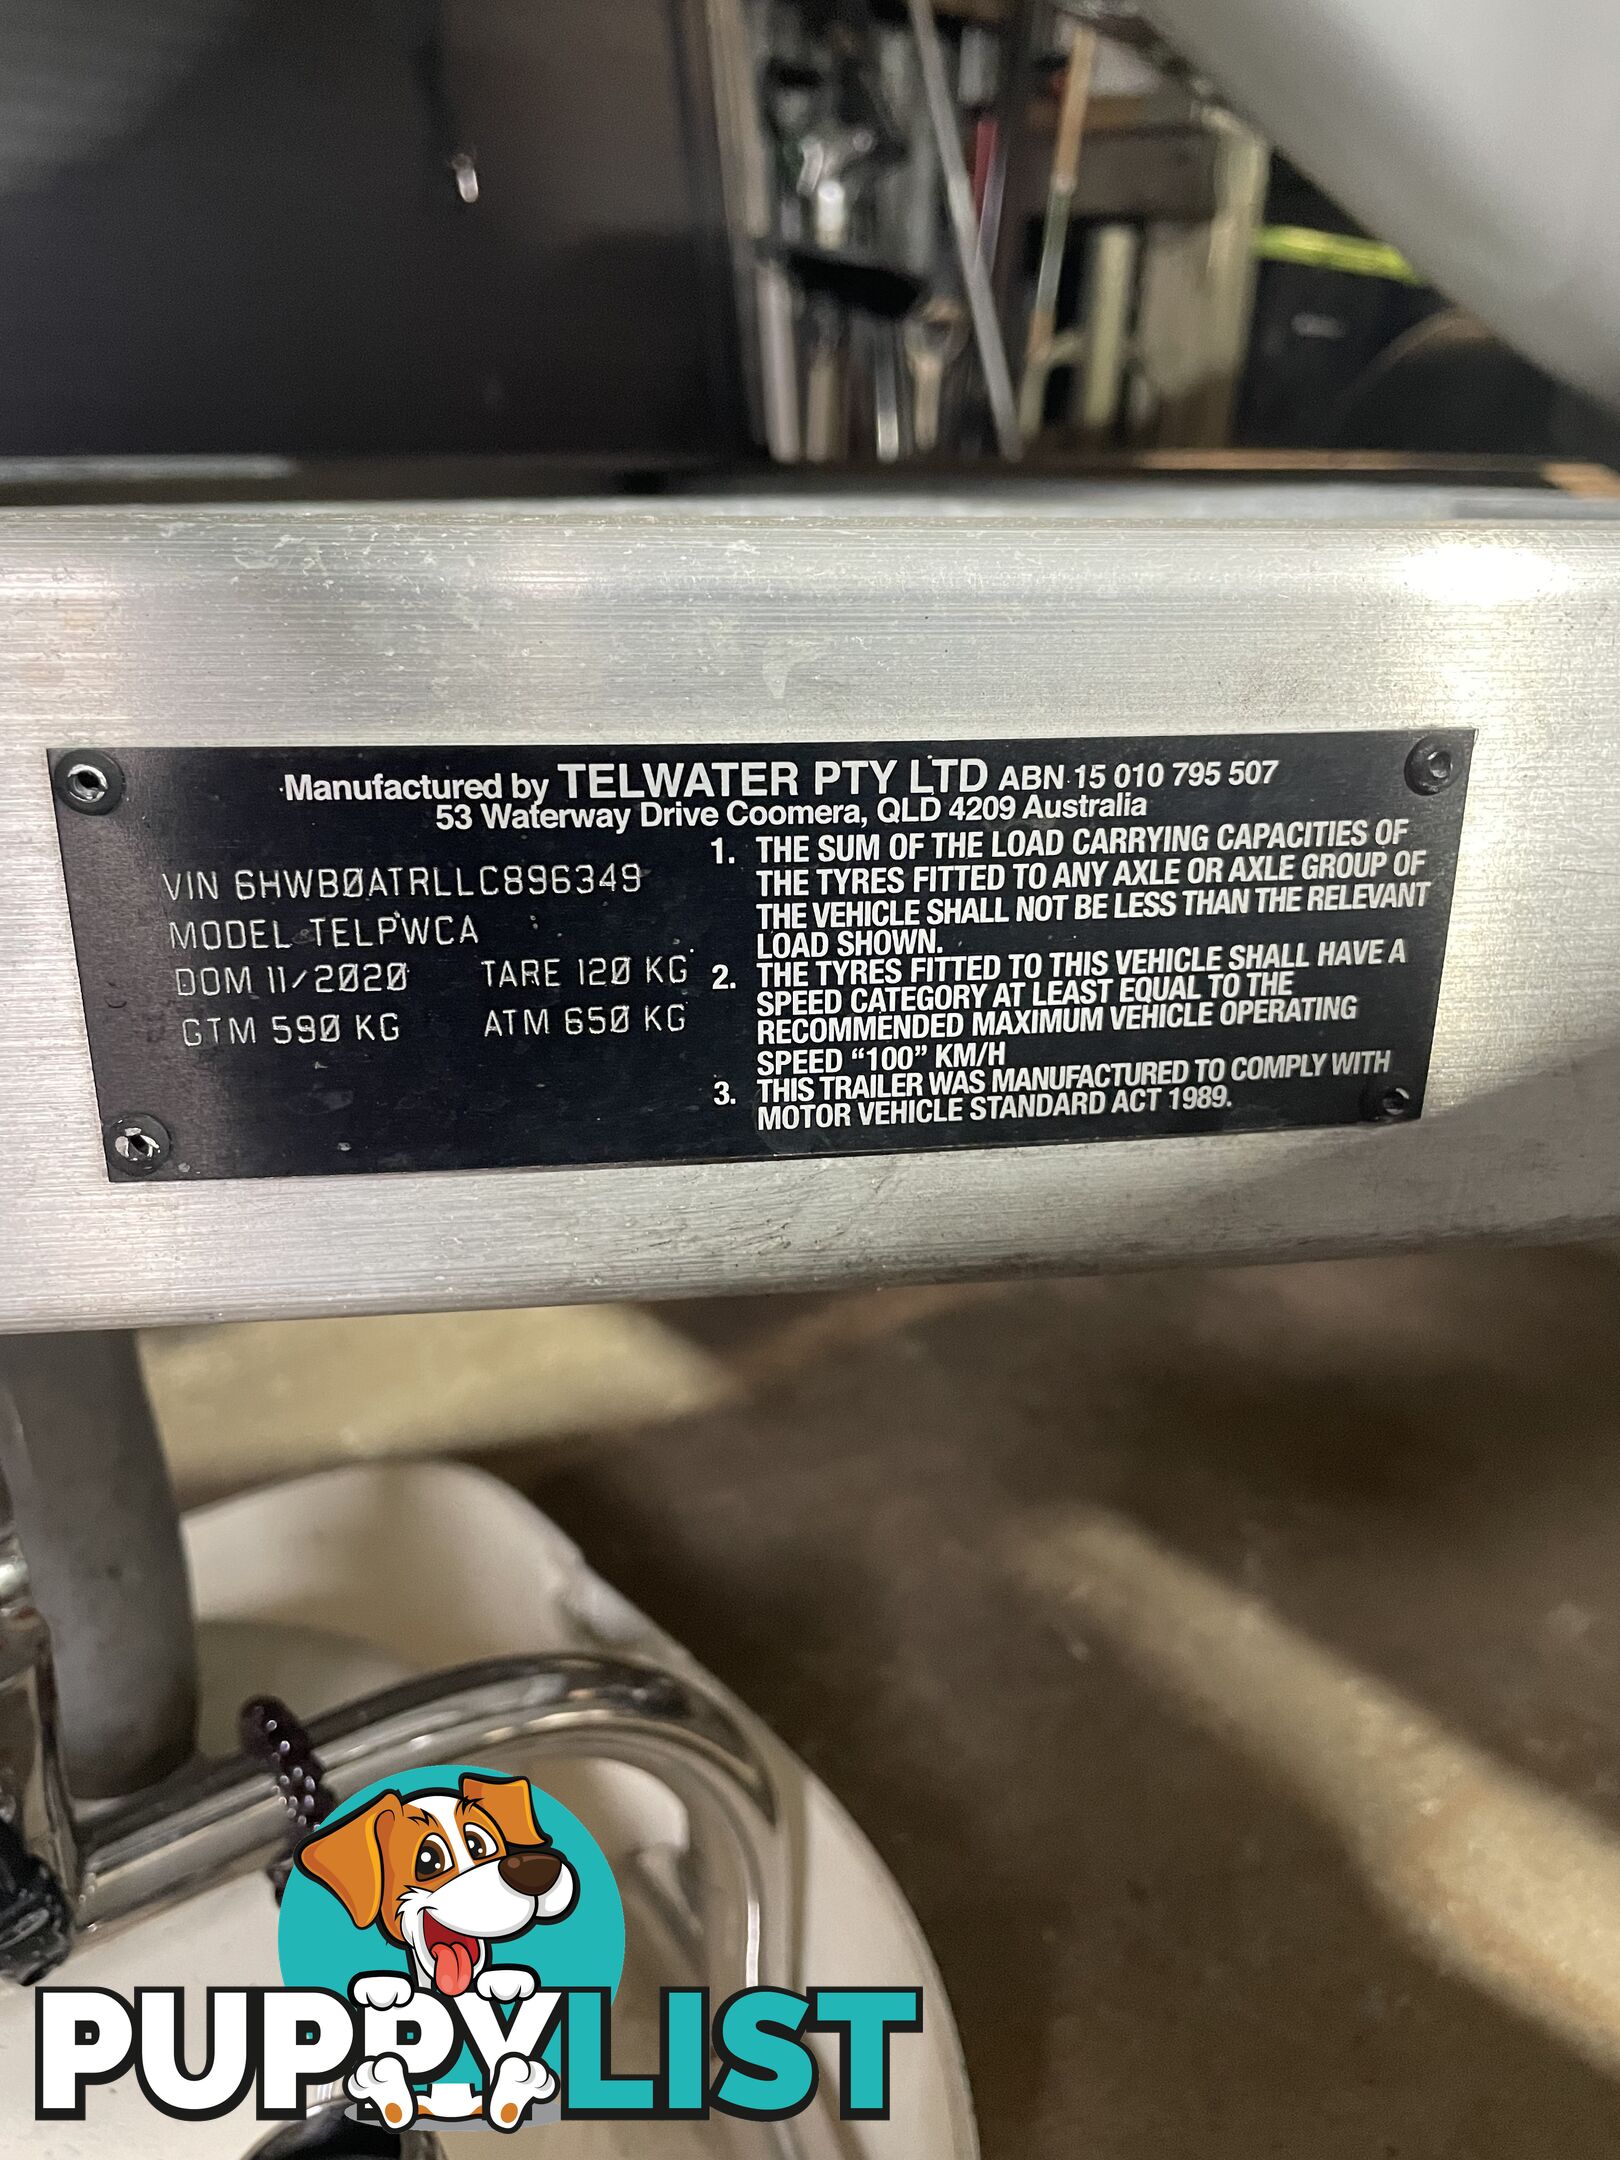 Manufactured by TELWATER PTY LTD ABN 15 010 795 507
53 Waterway Drive Coomera, QLD 4209 Australia
VIN 6HWB0ATRLLC896349
MODEL TELPWCA
DOM 11/2020 TARE 120 KG
GTM 590 KG ATM 650 KG
1. THE SUM OF THE LOAD CARRYING CAPACITIES OF
THE TYRES FITTED TO ANY AXLE OR AXLE GROUP OF
THE VEHICLE SHALL NOT BE LESS THAN THE RELEVANT
LOAD SHOWN.
2. THE TYRES FITTED TO THIS VEHICLE SHALL HAVE A
SPEED CATEGORY AT LEAST EQUAL TO THE
RECOMMENDED MAXIMUM VEHICLE OPERATING
SPEED “100” KM/H
3. THIS TRAILER WAS MANUFACTURED TO COMPLY WITH
MOTOR VEHICLE STANDARD ACT 1989.
PUPPYLIST